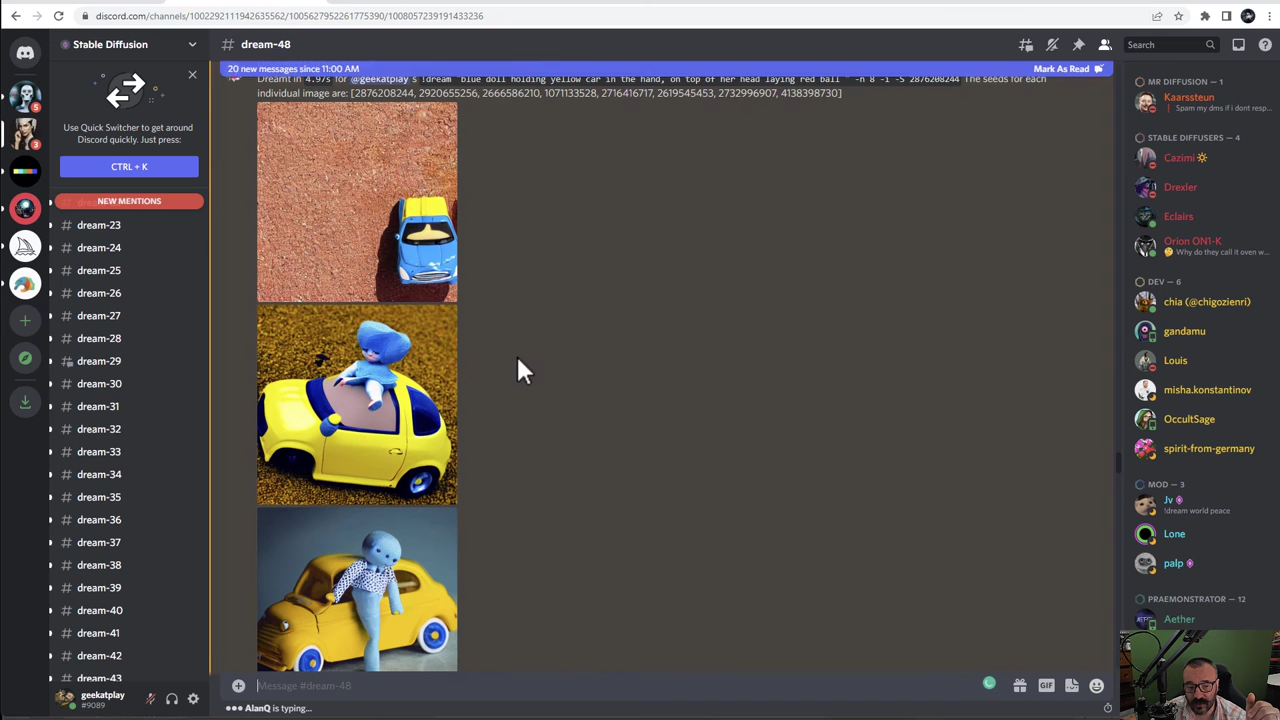 discord.com/channels/1002292111942635562/1005627952261775390/1008057239191433236
Stable Diffusion
# dream-48
Search
20 new messages since 11:00 AM
Mark As Read
Dreamt in 4.97s for @geekatplay's !dream "blue doll holding yellow car in the hand, on top of her head laying red ball " -n 8 -i -S 2876208244 The seeds for each
individual image are: [2876208244, 2920655256, 2666586210, 1071133528, 2716416717, 2619545453, 2732996907, 4138398730]
Use Quick Switcher to get around
Discord quickly. Just press:
CTRL + K
NEW MENTIONS
# dream-23
# dream-24
# dream-25
# dream-26
# dream-27
# dream-28
# dream-29
# dream-30
# dream-31
# dream-32
# dream-33
# dream-34
# dream-35
# dream-36
# dream-37
# dream-38
# dream-39
# dream-40
# dream-41
# dream-42
# dream-43
5
3
geekatplay
#9089
Message #dream-48
GIF
AlanQ is typing...
MR DIFFUSION — 1
Kaarssteun
Spam my dms if i dont resp...
STABLE DIFFUSERS — 4
Cazimi
Drexler
Eclairs
Orion ON1-K
Why do they call it oven w...
DEV — 6
chia (@chigozienri)
gandamu
Louis
misha.konstantinov
OccultSage
spirit-from-germany
MOD — 3
Jv
!dream world peace
Lone
palp
PRAEMONSTRATOR — 12
Aether